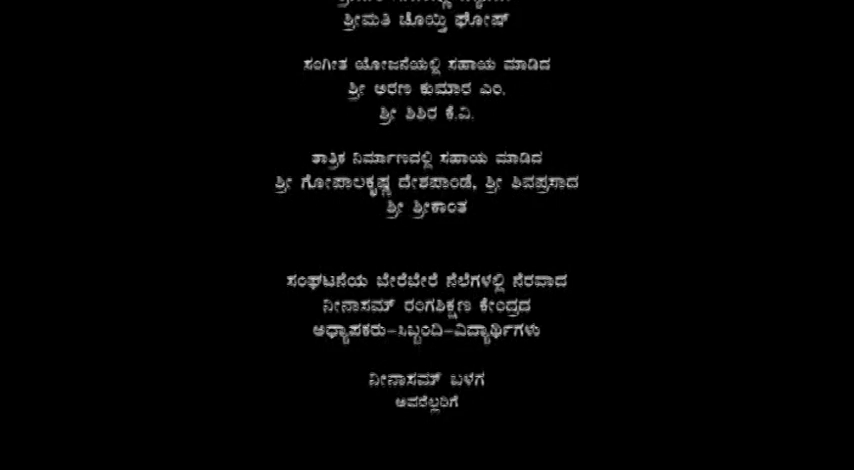 ಶ್ರೀಮತಿ ಚೊಯ್ತಿ ಘೋಷ್
ಸಂಗೀತ ಯೋಜನೆಯಲ್ಲಿ ಸಹಾಯ ಮಾಡಿದ
ಶ್ರೀ ಅರಣ ಕುಮಾರ ಎಂ.
ಶ್ರೀ ಶಿಶಿರ ಕೆ.ವಿ.
ತಾತ್ರಿಕ ನಿರ್ಮಾಣದಲ್ಲಿ ಸಹಾಯ ಮಾಡಿದ
ಶ್ರೀ ಗೋಪಾಲಕೃಷ್ಣ ದೇಶಪಾಂಡೆ, ಶ್ರೀ ಶಿವಪ್ರಸಾದ
ಶ್ರೀ ಶ್ರೀಕಾಂತ
ಸಂಘಟನೆಯ ಬೇರೆಬೇರೆ ನೆಲೆಗಳಲ್ಲಿ ನೆರವಾದ
ನೀನಾಸಮ್ ರಂಗಶಿಕ್ಷಣ ಕೇಂದ್ರದ
ಅಧ್ಯಾಪಕರು-ಸಿಬ್ಬಂದಿ-ವಿದ್ಯಾರ್ಥಿಗಳು
ನೀನಾಸಮ್ ಬಳಗ
ಅವರೆಲ್ಲರಿಗೆ